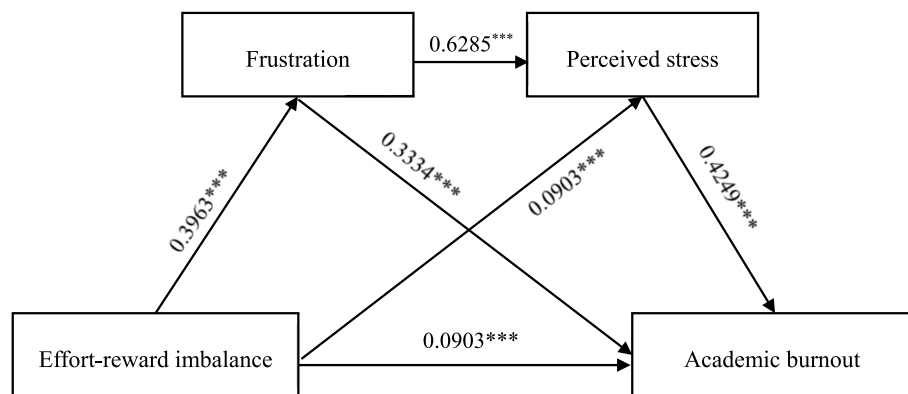 0.6285***
Frustration
Perceived stress
0.3963***
0.3334***
0.0903***
0.4249***
0.0903***
Effort-reward imbalance
Academic burnout